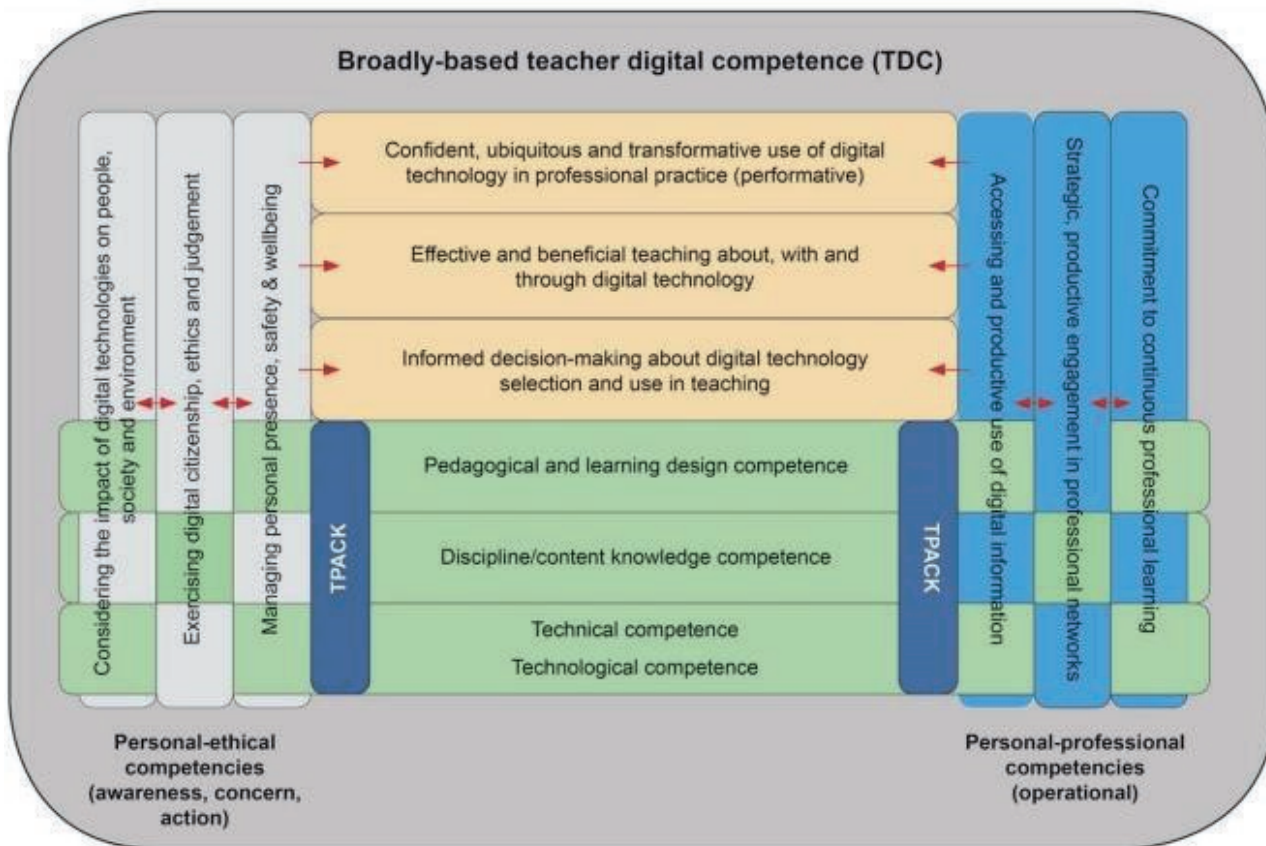 Broadly-based teacher digital competence (TDC)
Considering the impact of digital technologies on people,
society and environment
Exercising digital citizenship, ethics and judgement
Managing personal presence, safety & wellbeing
Confident, ubiquitous and transformative use of digital
technology in professional practice (performative)
Effective and beneficial teaching about, with and
through digital technology
Informed decision-making about digital technology
selection and use in teaching
TPACK
Pedagogical and learning design competence
Discipline/content knowledge competence
Technical competence
Technological competence
TPACK
Accessing and productive use of digital information
Strategic, productive engagement in professional networks
Commitment to continuous professional learning
Personal-ethical
competencies
(awareness, concern,
action)
Personal-professional
competencies
(operational)